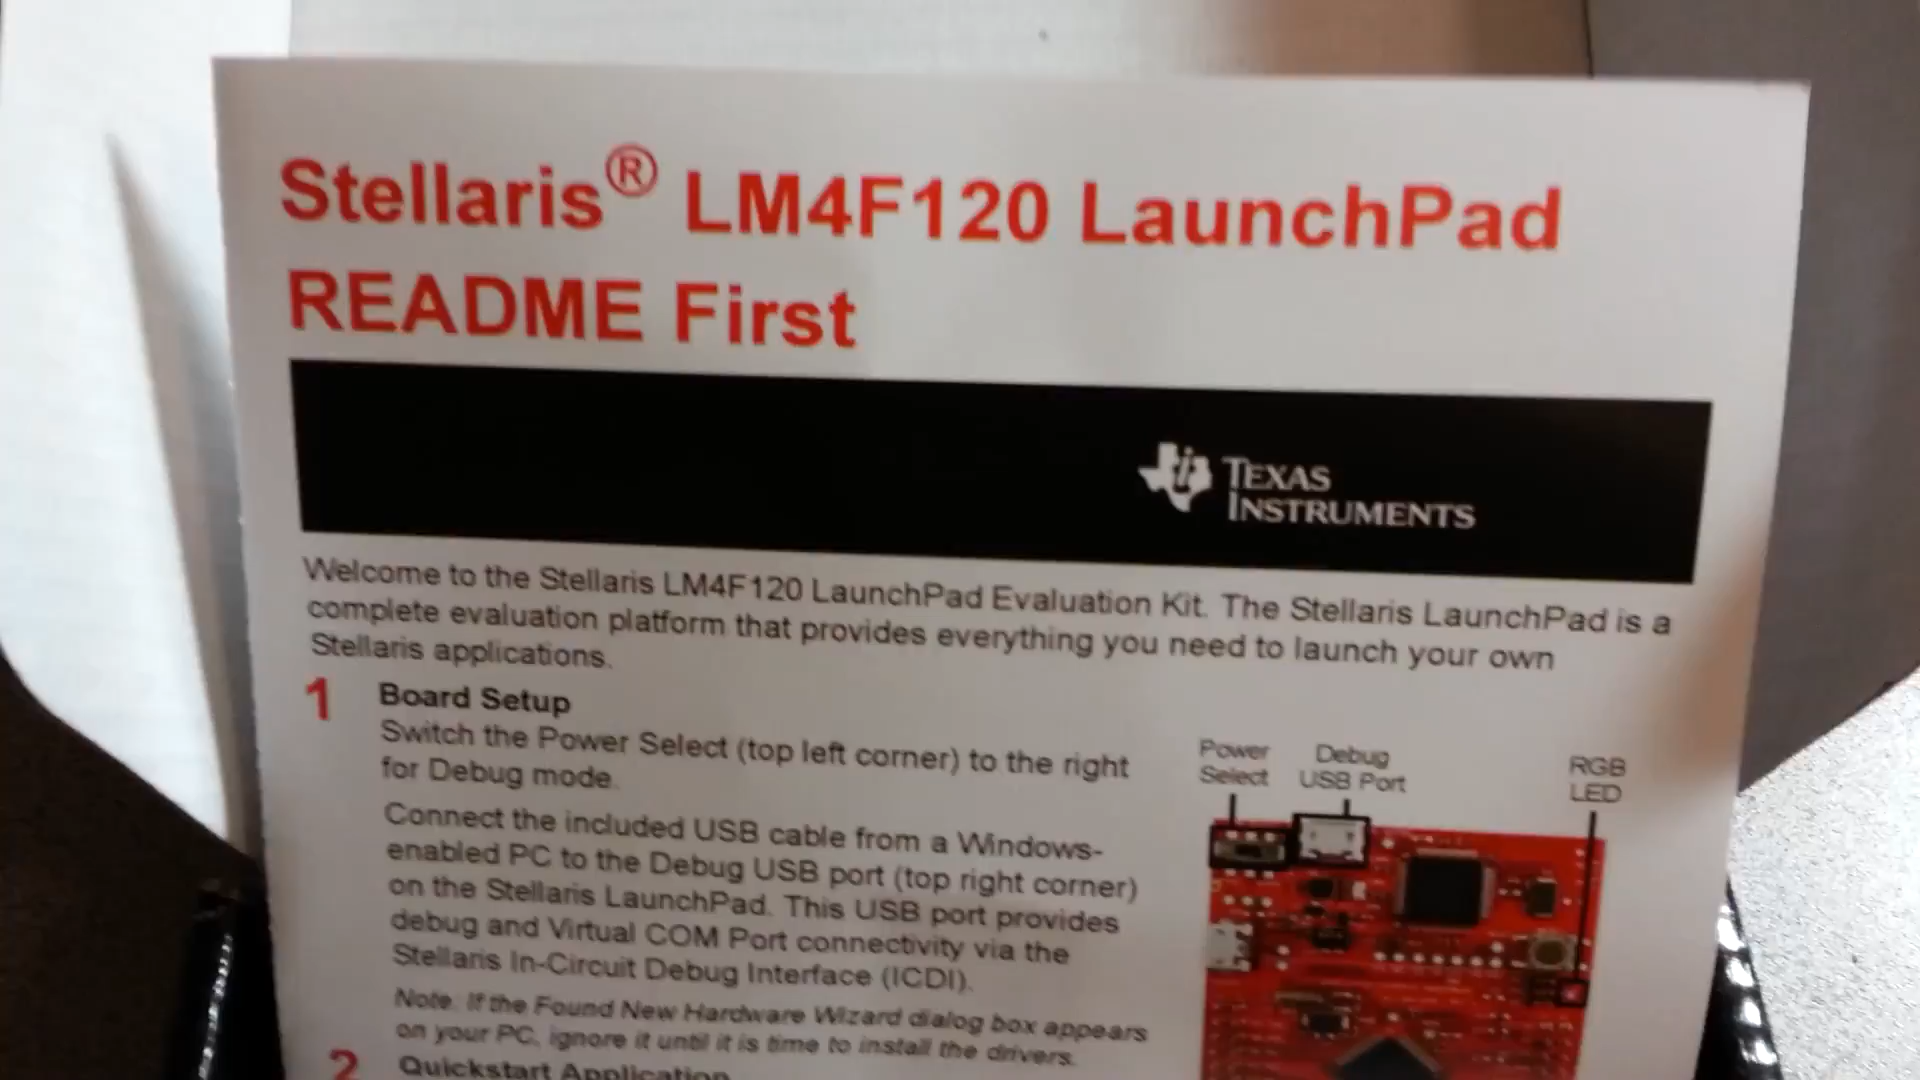 Stellaris® LM4F120 LaunchPad
README First
TEXAS
INSTRUMENTS
Welcome to the Stellaris LM4F120 LaunchPad Evaluation Kit. The Stellaris LaunchPad is a
complete evaluation platform that provides everything you need to launch your own
Stellaris applications.
1 Board Setup
Switch the Power Select (top left corner) to the right
for Debug mode.
Connect the included USB cable from a Windows-
enabled PC to the Debug USB port (top right corner)
on the Stellaris LaunchPad. This USB port provides
debug and Virtual COM Port connectivity via the
Stellaris In-Circuit Debug Interface (ICDI).
Note: If the Found New Hardware Wizard dialog box appears
on your PC, ignore it until it is time to install the drivers.
2 Quickstart Application
Power
Select
Debug
USB Port
RGB
LED